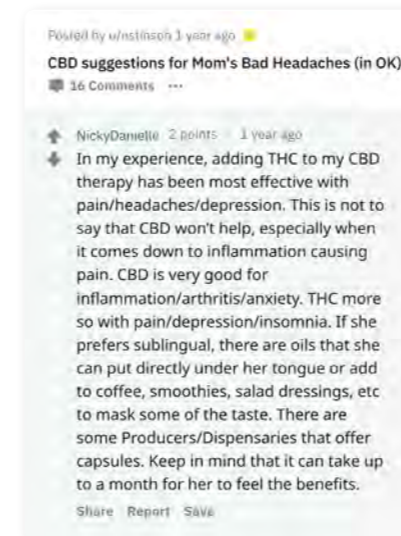 Posted by u/nstinson 1 year ago
CBD suggestions for Mom's Bad Headaches (in OK)
16 Comments ...
NickyDanielle 2 points · 1 year ago
In my experience, adding THC to my CBD
therapy has been most effective with
pain/headaches/depression. This is not to
say that CBD won't help, especially when
it comes down to inflammation causing
pain. CBD is very good for
inflammation/arthritis/anxiety. THC more
so with pain/depression/insomnia. If she
prefers sublingual, there are oils that she
can put directly under her tongue or add
to coffee, smoothies, salad dressings, etc
to mask some of the taste. There are
some Producers/Dispensaries that offer
capsules. Keep in mind that it can take up
to a month for her to feel the benefits.
Share Report Save